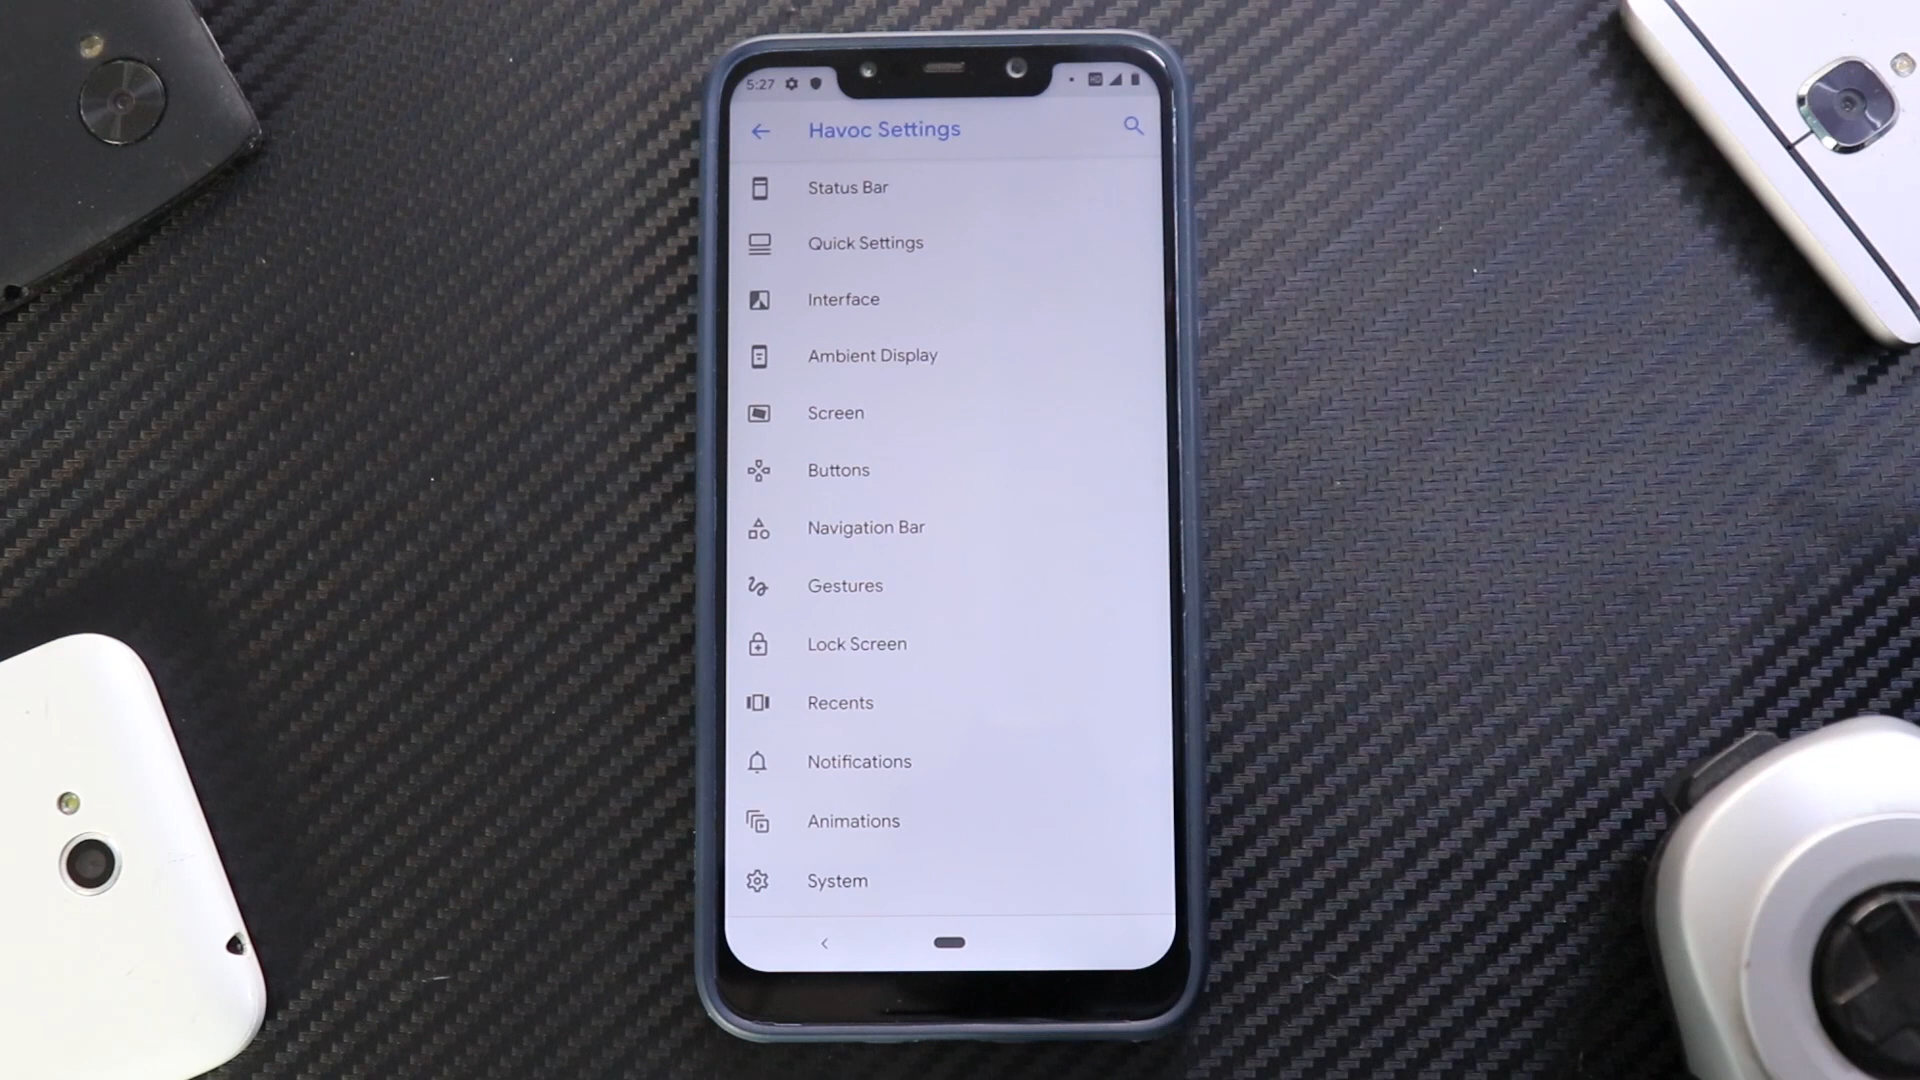 5:27
HD
Havoc Settings
Status Bar
Quick Settings
Interface
Ambient Display
Screen
Buttons
Navigation Bar
Gestures
Lock Screen
Recents
Notifications
Animations
System